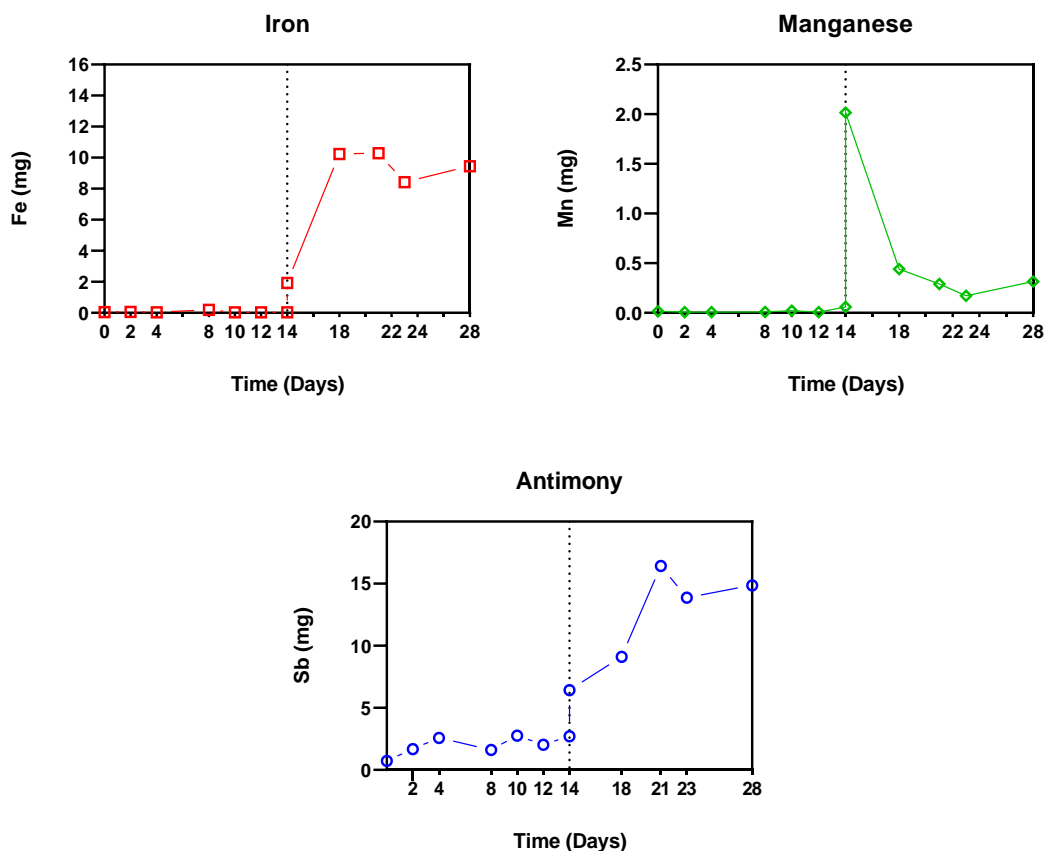 Iron
16
14
12
10
8
6
4
2
0
Fe (mg)
0 2 4 8 10 12 14 18 22 24 28
Time (Days)
Manganese
2.5
2.0
1.5
1.0
0.5
0.0
Mn (mg)
0 2 4 8 10 12 14 18 22 24 28
Time (Days)
Antimony
20
15
10
5
0
Sb (mg)
2 4 8 10 12 14 18 21 23 28
Time (Days)